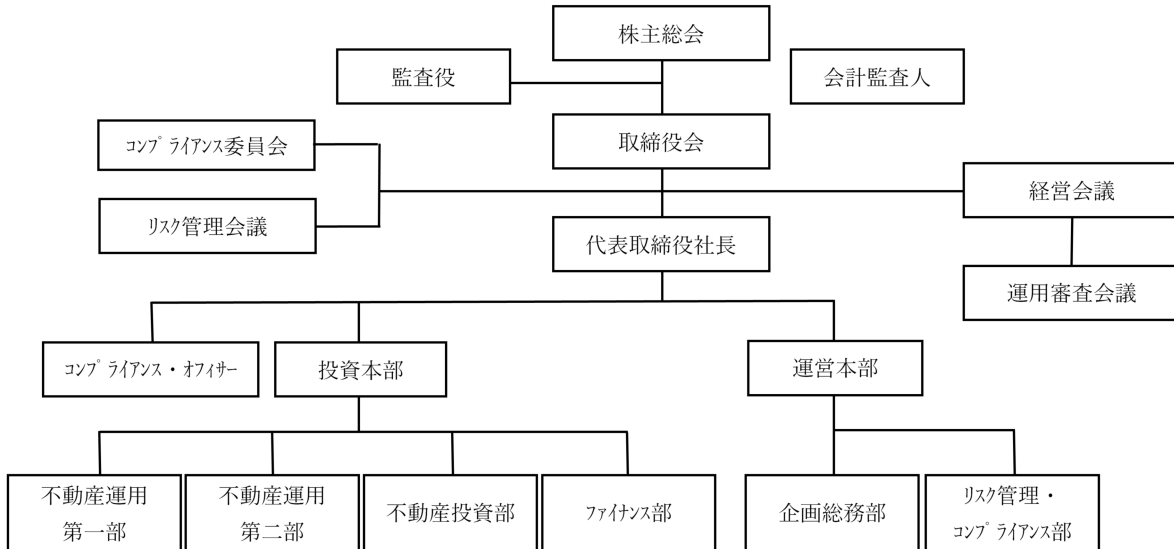 株主総会
監査役
会計監査人
取締役会
ｺﾝﾌﾟﾗｲｱﾝｽ委員会
経営会議
ﾘｽｸ管理会議
代表取締役社長
運用審査会議
ｺﾝﾌﾟﾗｲｱﾝｽ・ｵﾌｨｻｰ
投資本部
運営本部
不動産運用
第一部
不動産運用
第二部
不動産投資部
ﾌｧｲﾅﾝｽ部
企画総務部
ﾘｽｸ管理・
ｺﾝﾌﾟﾗｲｱﾝｽ部